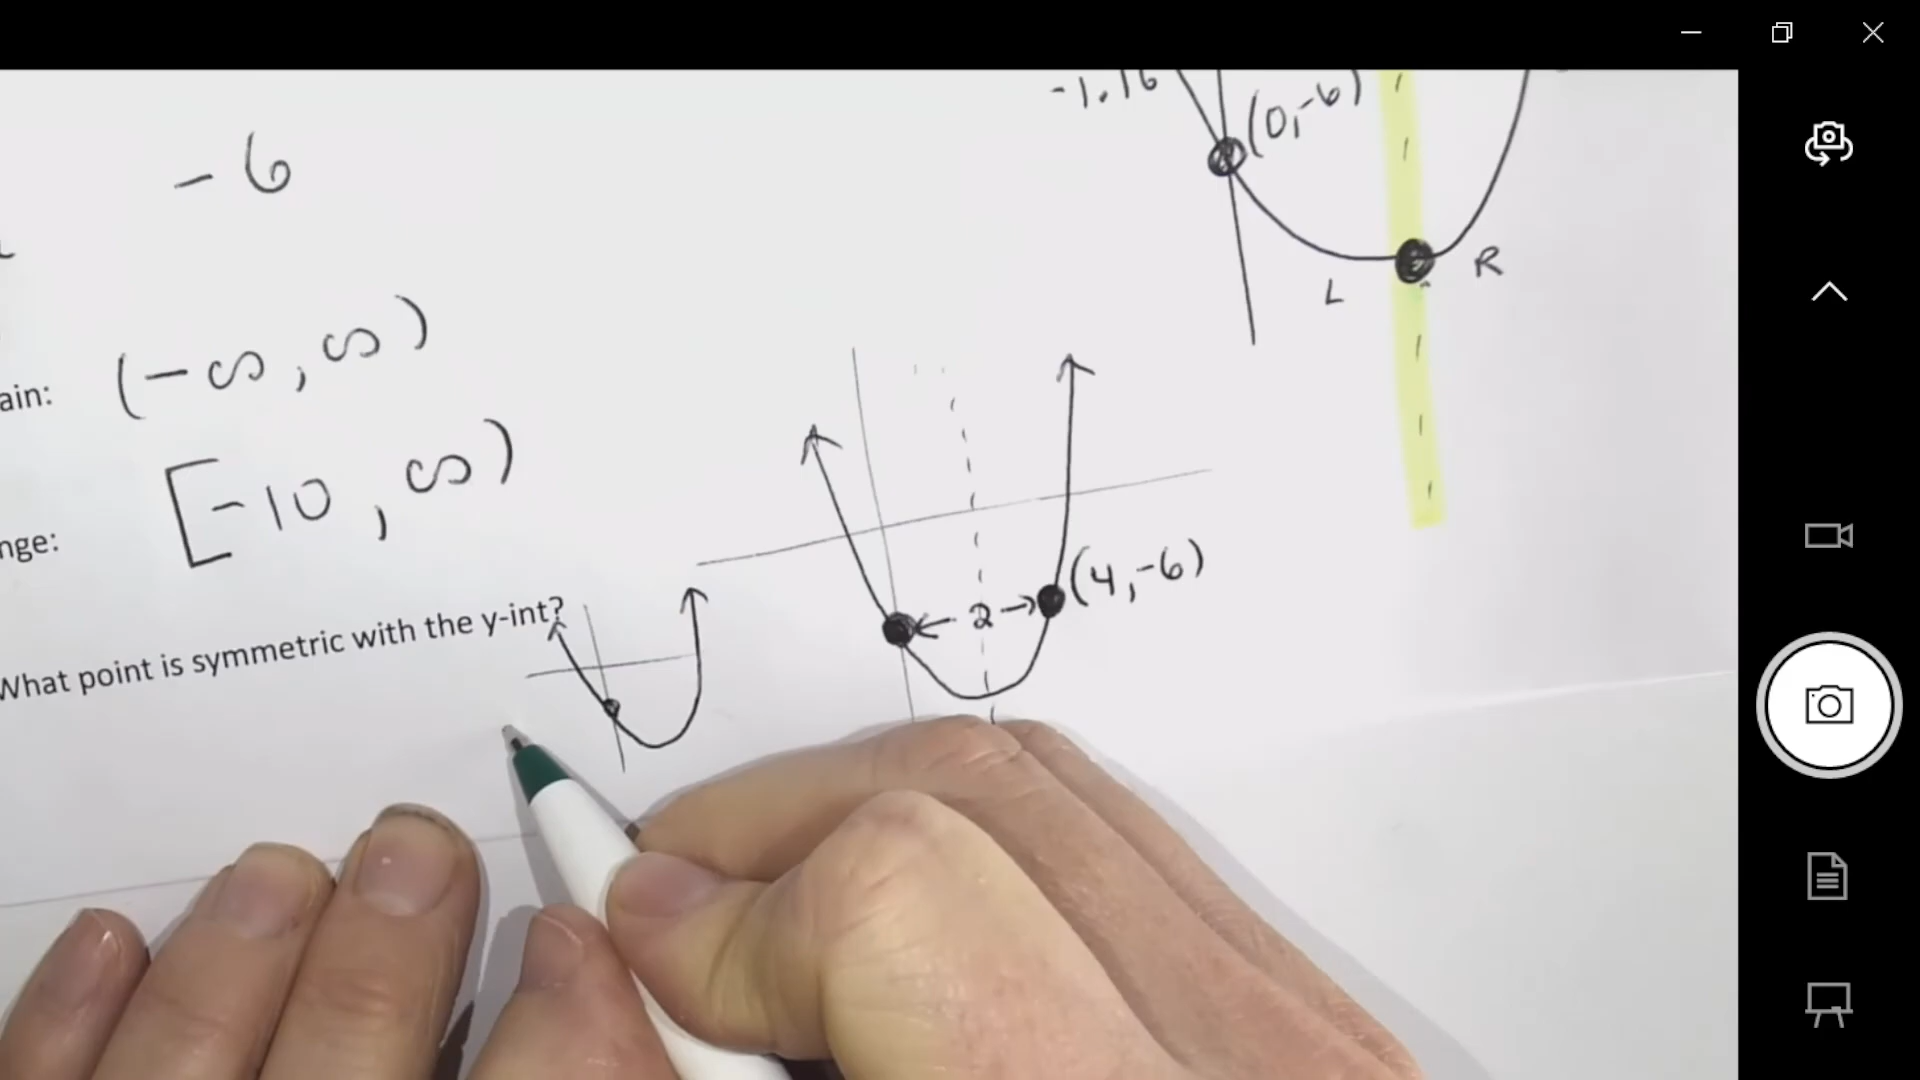 -1.16
(0,-6)
-6
L
R
ain: (-∞, ∞)
nge: [-10, ∞)
(4,-6)
← 2 →
What point is symmetric with the y-int?